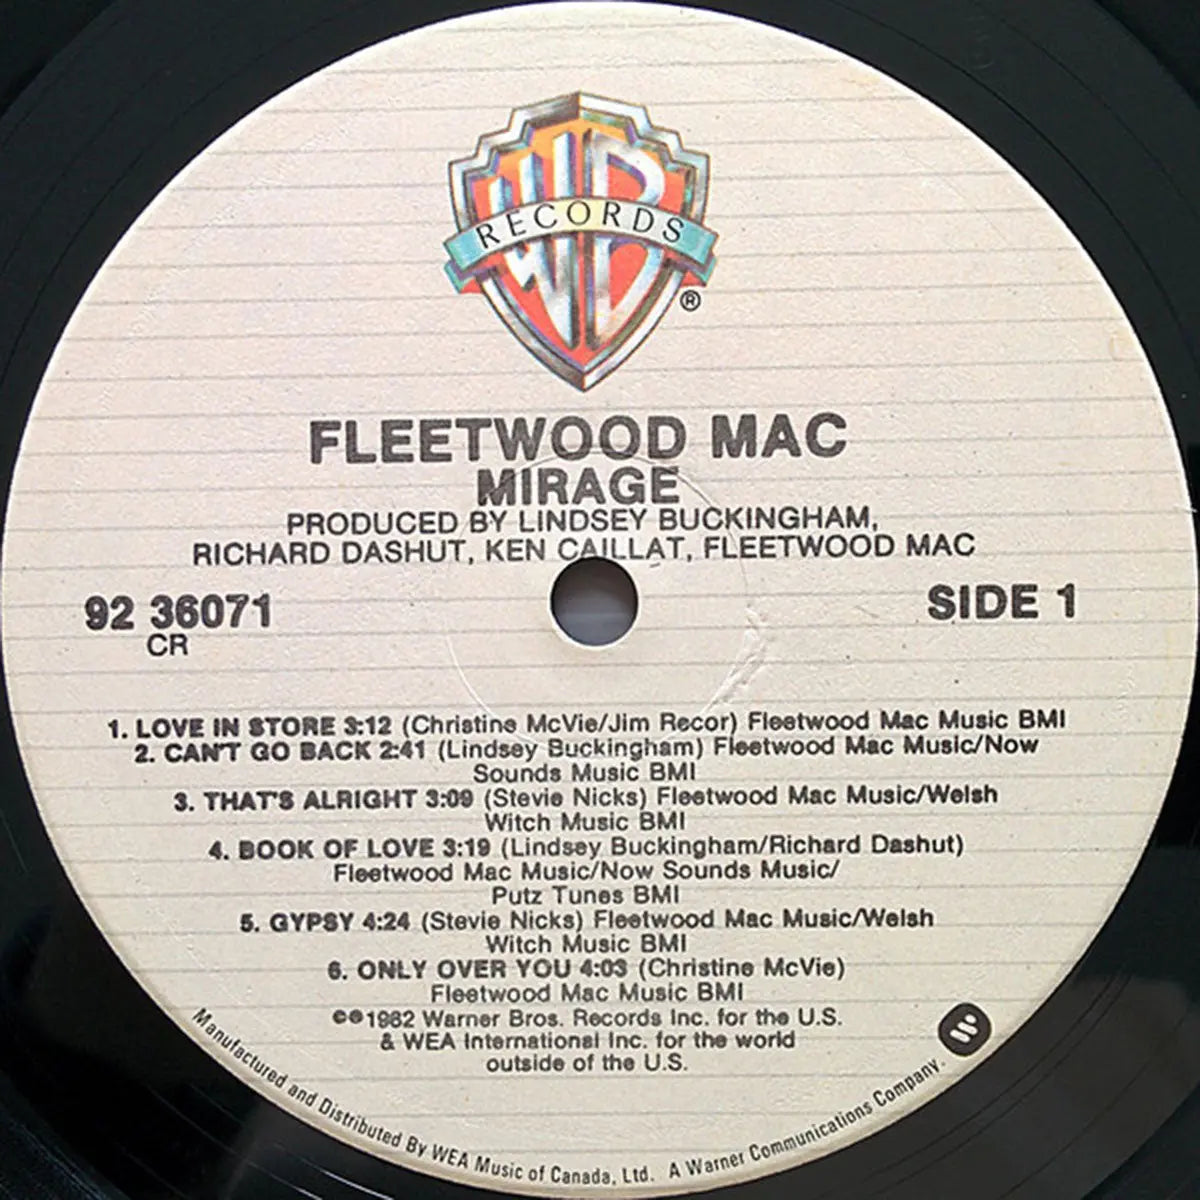 WB
RECORDS
®
FLEETWOOD MAC
MIRAGE
PRODUCED BY LINDSEY BUCKINGHAM,
RICHARD DASHUT, KEN CAILLAT, FLEETWOOD MAC
92 36071
CR
SIDE 1
1. LOVE IN STORE 3:12 (Christine McVie/Jim Recor) Fleetwood Mac Music BMI
2. CAN'T GO BACK 2:41 (Lindsey Buckingham) Fleetwood Mac Music/Now
Sounds Music BMI
3. THAT'S ALRIGHT 3:09 (Stevie Nicks) Fleetwood Mac Music/Welsh
Witch Music BMI
4. BOOK OF LOVE 3:19 (Lindsey Buckingham/Richard Dashut)
Fleetwood Mac Music/Now Sounds Music/
Putz Tunes BMI
5. GYPSY 4:24 (Stevie Nicks) Fleetwood Mac Music/Welsh
Witch Music BMI
6. ONLY OVER YOU 4:03 (Christine McVie)
Fleetwood Mac Music BMI
©℗1982 Warner Bros. Records Inc. for the U.S.
& WEA International Inc. for the world
outside of the U.S.
Manufactured and Distributed By WEA Music of Canada, Ltd. A Warner Communications Company.